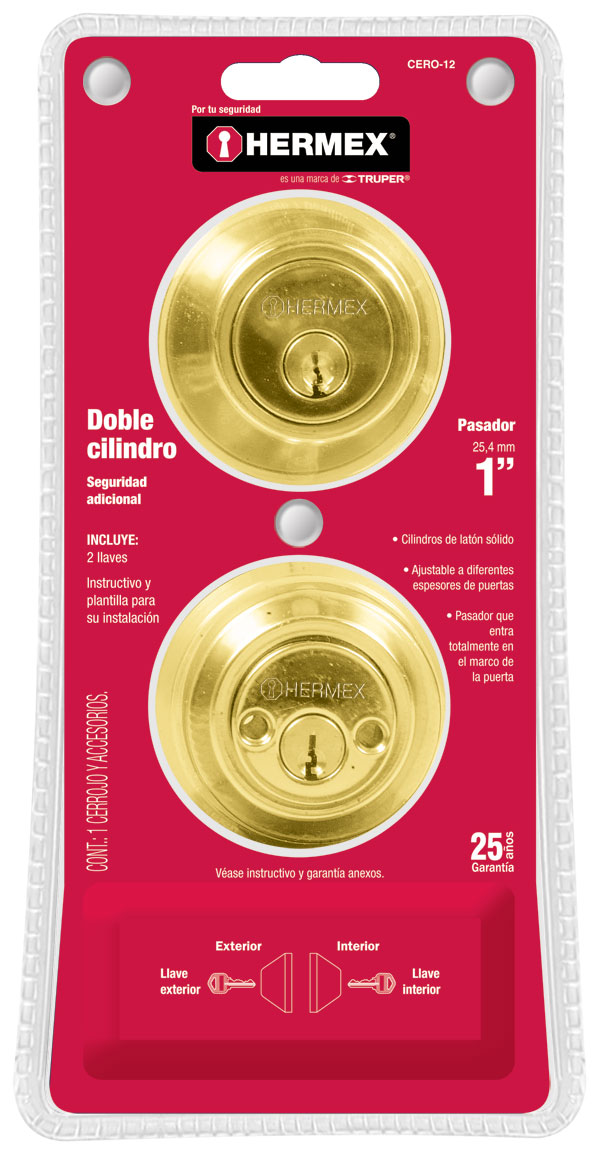 CERO-12
Por tu seguridad
HERMEX®
es una marca de TRUPER®
HERMEX
Doble
cilindro
Seguridad
adicional
INCLUYE:
2 llaves
Instructivo y
plantilla para
su instalación
Pasador
25,4 mm
1”
• Cilindros de latón sólido
• Ajustable a diferentes
espesores de puertas
• Pasador que
entra
totalmente en
el marco de
la puerta
HERMEX
CONT.: 1 CERROJO Y ACCESORIOS.
25 años
Garantía
Véase instructivo y garantía anexos.
Exterior
Interior
Llave
exterior
Llave
interior